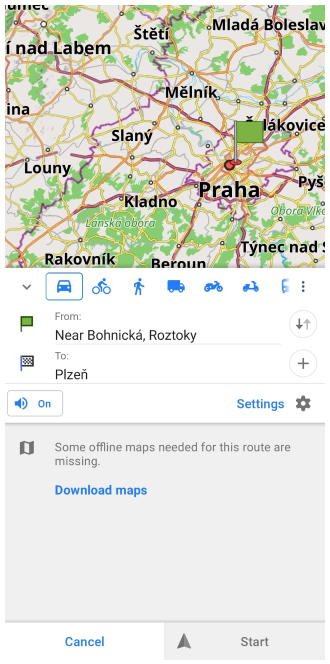 Štětí
Mladá Boleslav
í nad Labem
Mělník
ina
Slaný
lákovice
Louny
Praha
Pyš
Kladno
Obora Vlk
Lánská obora
Týnec nad S
Rakovník
Beroun
From:
Near Bohnická, Roztoky
To:
Plzeň
On
Settings
Some offline maps needed for this route are
missing.
Download maps
Cancel
Start